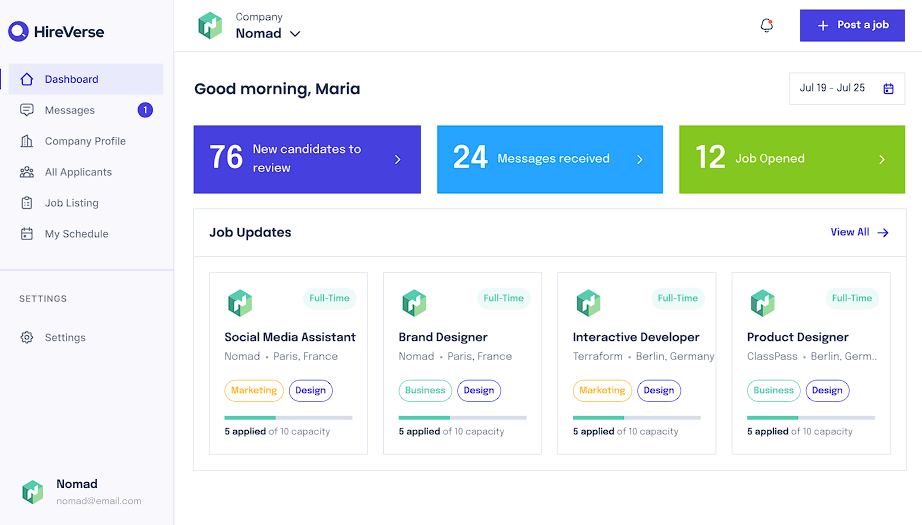 HireVerse
Dashboard
Messages
1
Company Profile
All Applicants
Job Listing
My Schedule
SETTINGS
Settings
Nomad
nomad@email.com
Company
Nomad
+ Post a job
Good morning, Maria
Jul 19 - Jul 25
76
New candidates to
review
24 Messages received
12 Job Opened
Job Updates
View All
Full-Time
Social Media Assistant
Nomad • Paris, France
Marketing Design
5 applied of 10 capacity
Full-Time
Brand Designer
Nomad • Paris, France
Business Design
5 applied of 10 capacity
Full-Time
Interactive Developer
Terraform • Berlin, Germany
Marketing Design
5 applied of 10 capacity
Full-Time
Product Designer
ClassPass • Berlin, Germ..
Business Design
5 applied of 10 capacity